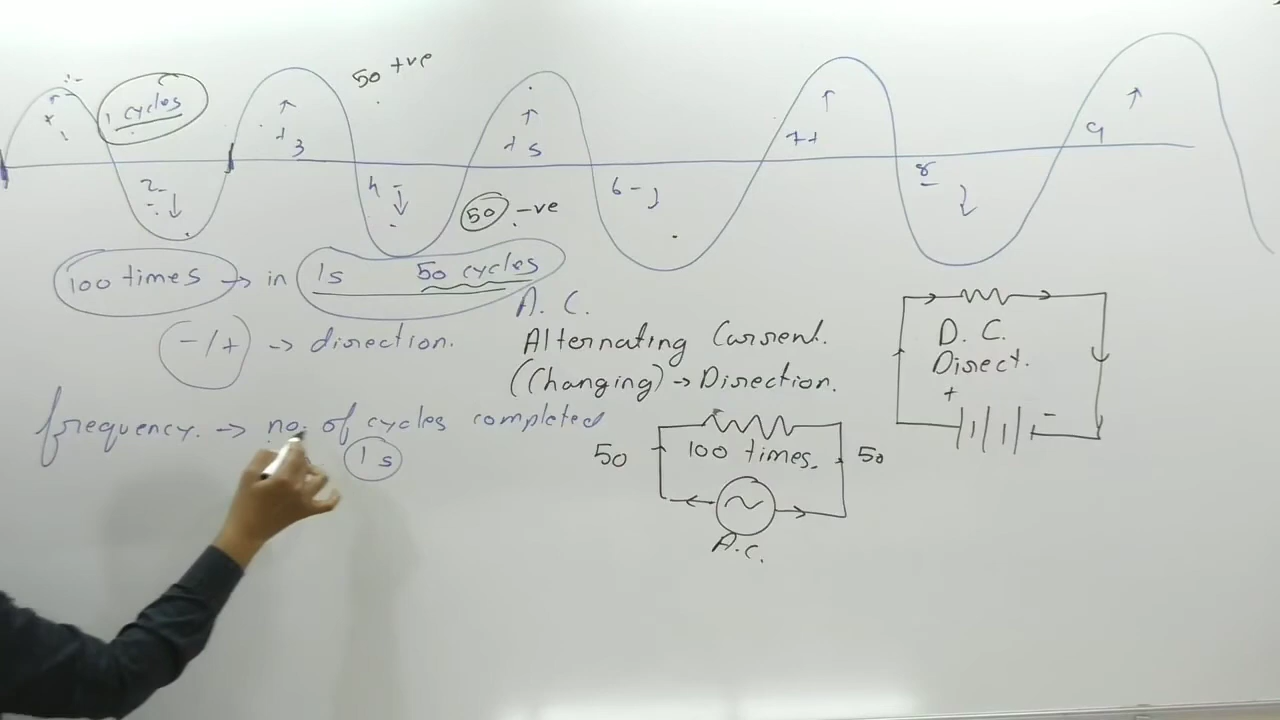 50 +ve
1 cycles
+ 3
+ 5
7+
9
2-
4 -
6 -
8 -
50 -ve
100 times → in 1s 50 cycles
A. C.
-/+ → direction.
Alternating Current.
(Changing) → Direction.
D. C.
Direct.
+ -
frequency. → no. of cycles completed
1 s
50 100 times. 50
A.C.